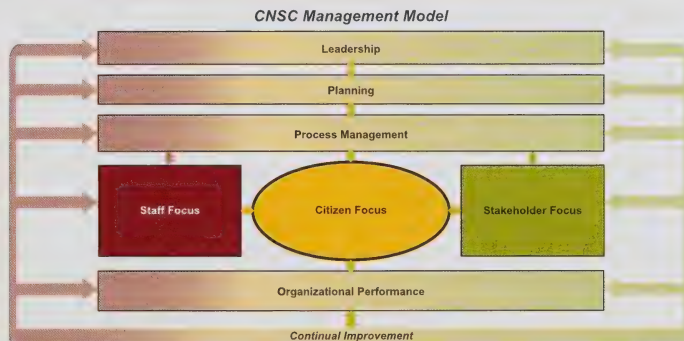 CNSC Management Model
Leadership
Planning
Process Management
Staff Focus
Citizen Focus
Stakeholder Focus
Organizational Performance
Continual Improvement